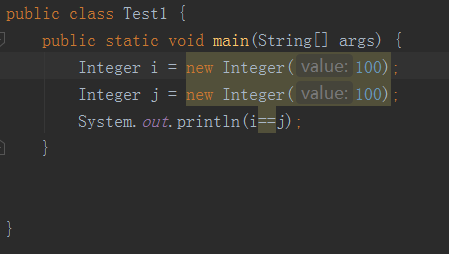 public class Test1 {
public static void main(String[] args) {
Integer i = new Integer( value: 100);
Integer j = new Integer( value: 100);
System.out.println(i==j);
}
}